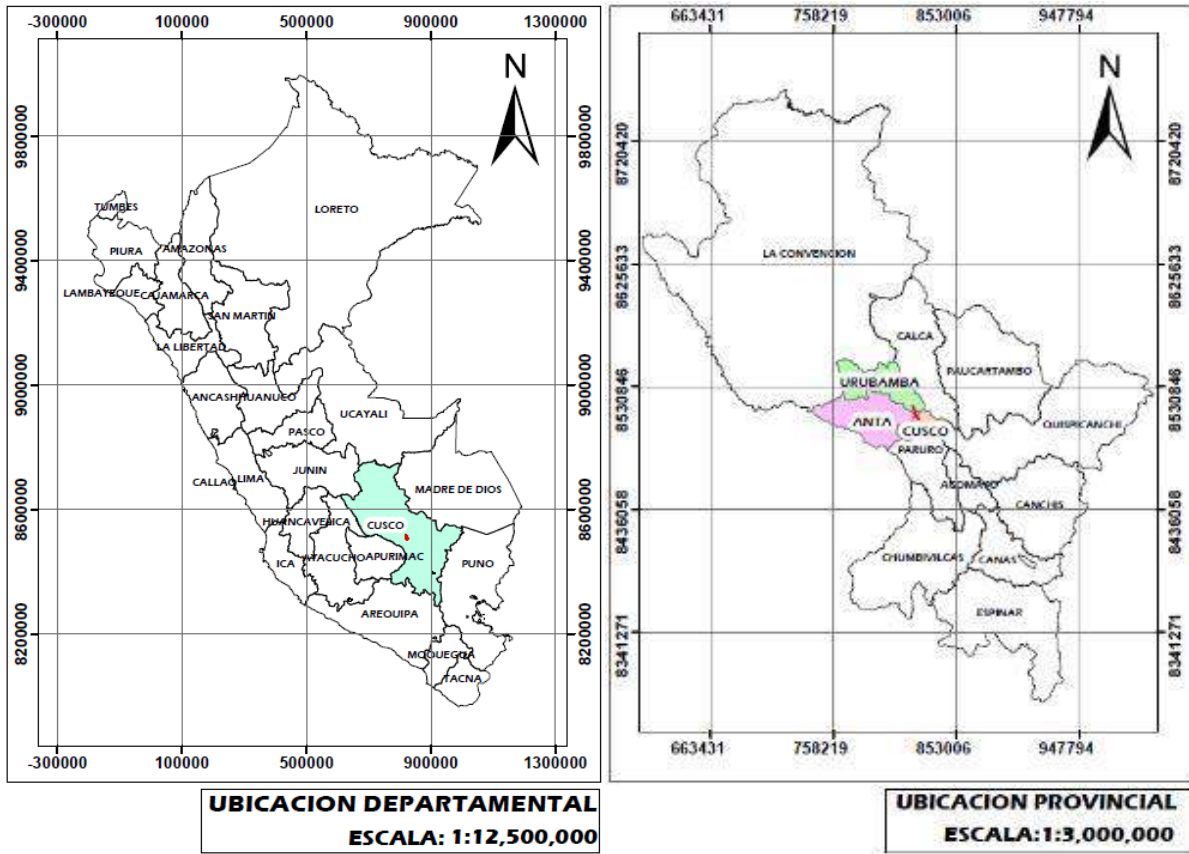 -300000 100000 500000 900000 1300000
N
9800000 9800000
TUMBES
LORETO
PIURA
AMAZONAS
9400000 9400000
LAMBAYEQUE
CAJAMARCA
SAN MARTIN
LA LIBERTAD
9000000 9000000
ANCASH
HUANUCO
UCAYALI
PASCO
JUNIN
CALLAO
LIMA
MADRE DE DIOS
8600000 8600000
HUANCAVELICA
CUSCO
ICA
APURIMAC
PUNO
AREQUIPA
8200000 8200000
MOQUEGUA
TACNA
-300000 100000 500000 900000 1300000
UBICACION DEPARTAMENTAL
ESCALA: 1:12,500,000
663431 758219 853006 947794
N
8720420 8720420
LA CONVENCION
8625633 8625633
CALCA
PAUCARTAMBO
URUBAMBA
8530846 8530846
ANTA
CUSCO
QUISPICANCHI
PARURO
ACOMAYO
CANCHIS
8436058 8436058
CHUMBIVILCAS
CANAS
ESPINAR
8341271 8341271
663431 758219 853006 947794
UBICACION PROVINCIAL
ESCALA:1:3,000,000